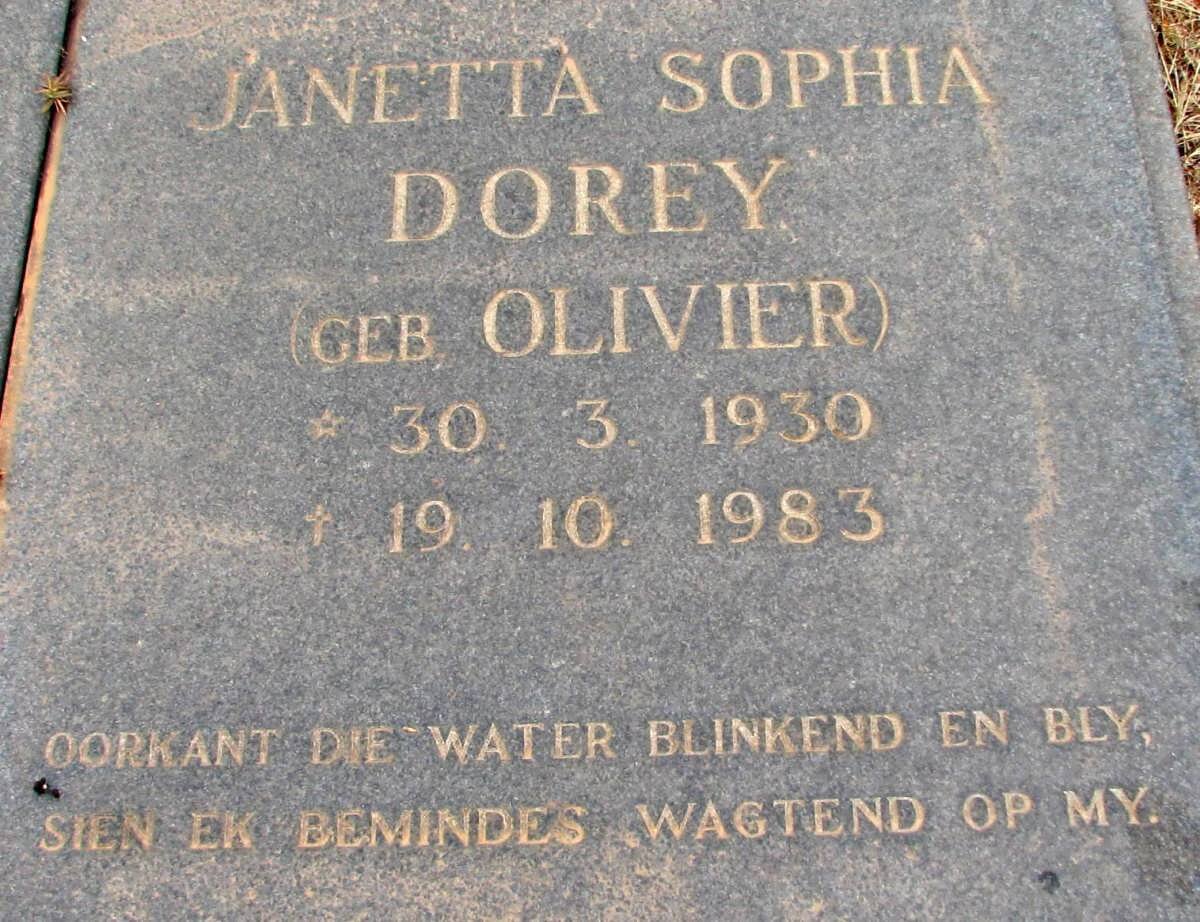 JANETTA SOPHIA
DOREY
(GEB. OLIVIER)
☆ 30. 3. 1930
† 19. 10. 1983
OORKANT DIE WATER BLINKEND EN BLY,
SIEN EK BEMINDES WAGTEND OP MY.